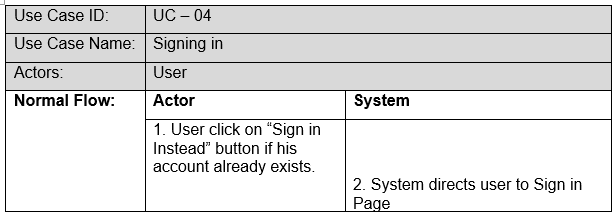 Use Case ID: UC – 04
Use Case Name: Signing in
Actors: User
Normal Flow: Actor System
1. User click on “Sign in
Instead” button if his
account already exists.
2. System directs user to Sign in
Page